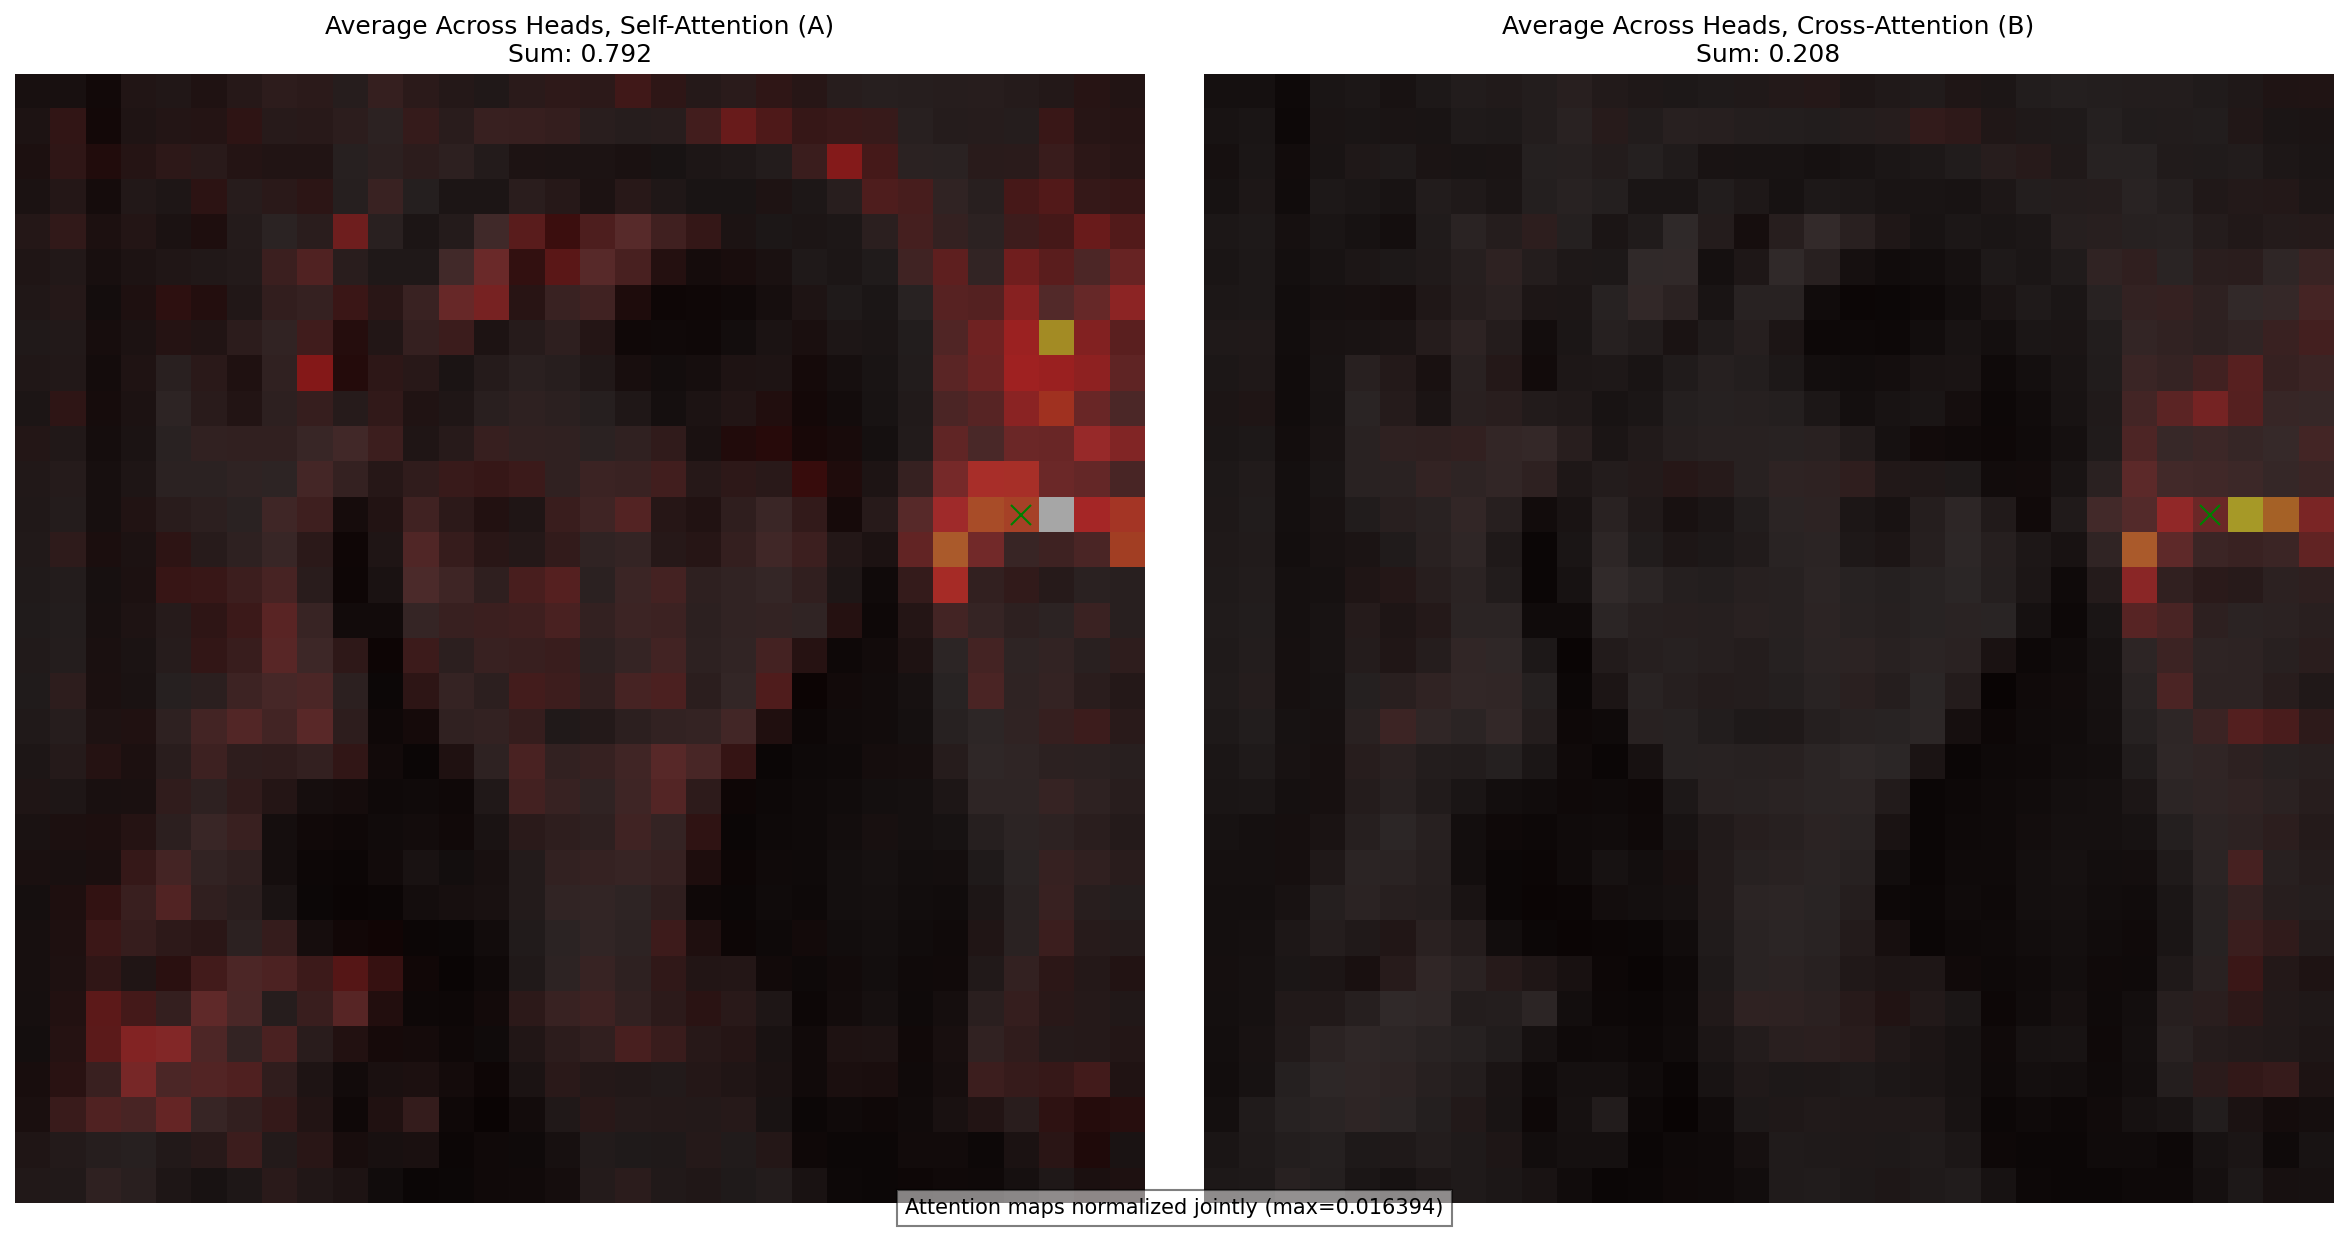 Average Across Heads, Self-Attention (A)
Sum: 0.792
Average Across Heads, Cross-Attention (B)
Sum: 0.208
Attention maps normalized jointly (max=0.016394)